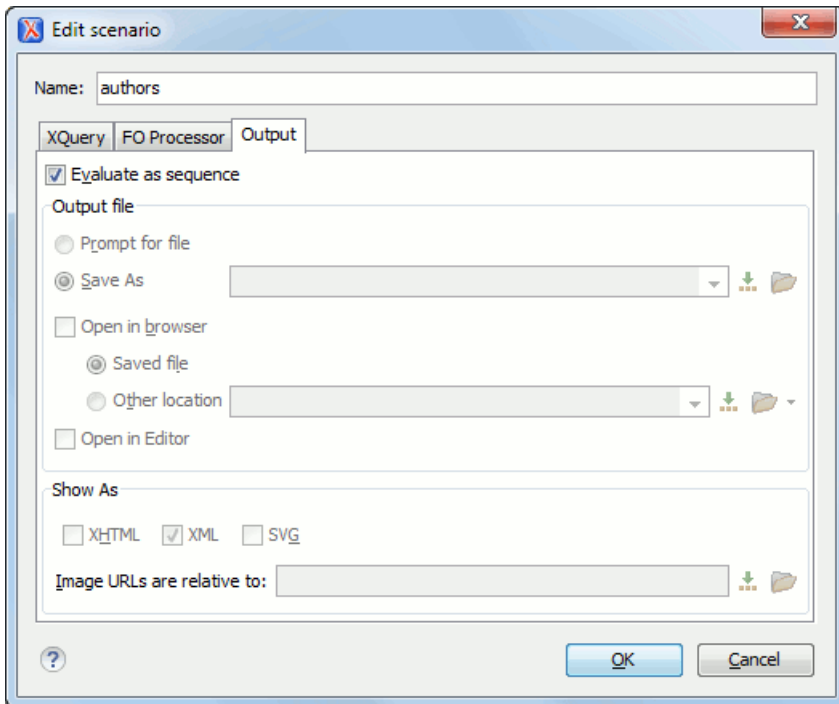 Edit scenario
Name: authors
XQuery FO Processor Output
Evaluate as sequence
Output file
Prompt for file
Save As
Open in browser
Saved file
Other location
Open in Editor
Show As
XHTML XML SVG
Image URLs are relative to:
? OK Cancel